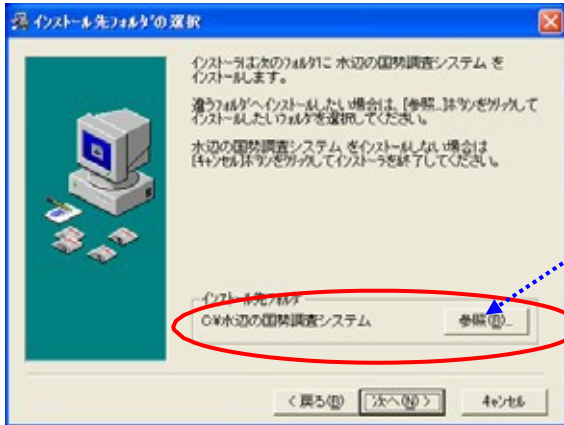 インストール先フォルダの選択
インストーラは次のフォルダに 水辺の国勢調査システム を
インストールします。
違うフォルダへインストールしたい場合は、[参照...]ボタンをクリックして
インストールしたいフォルダを選択してください。
水辺の国勢調査システム をインストールしない場合は
[キャンセル]ボタンをクリックしてインストーラを終了してください。
インストール先フォルダ
C:¥水辺の国勢調査システム
参照(R)...
< 戻る(B)
次へ(N) >
キャンセル